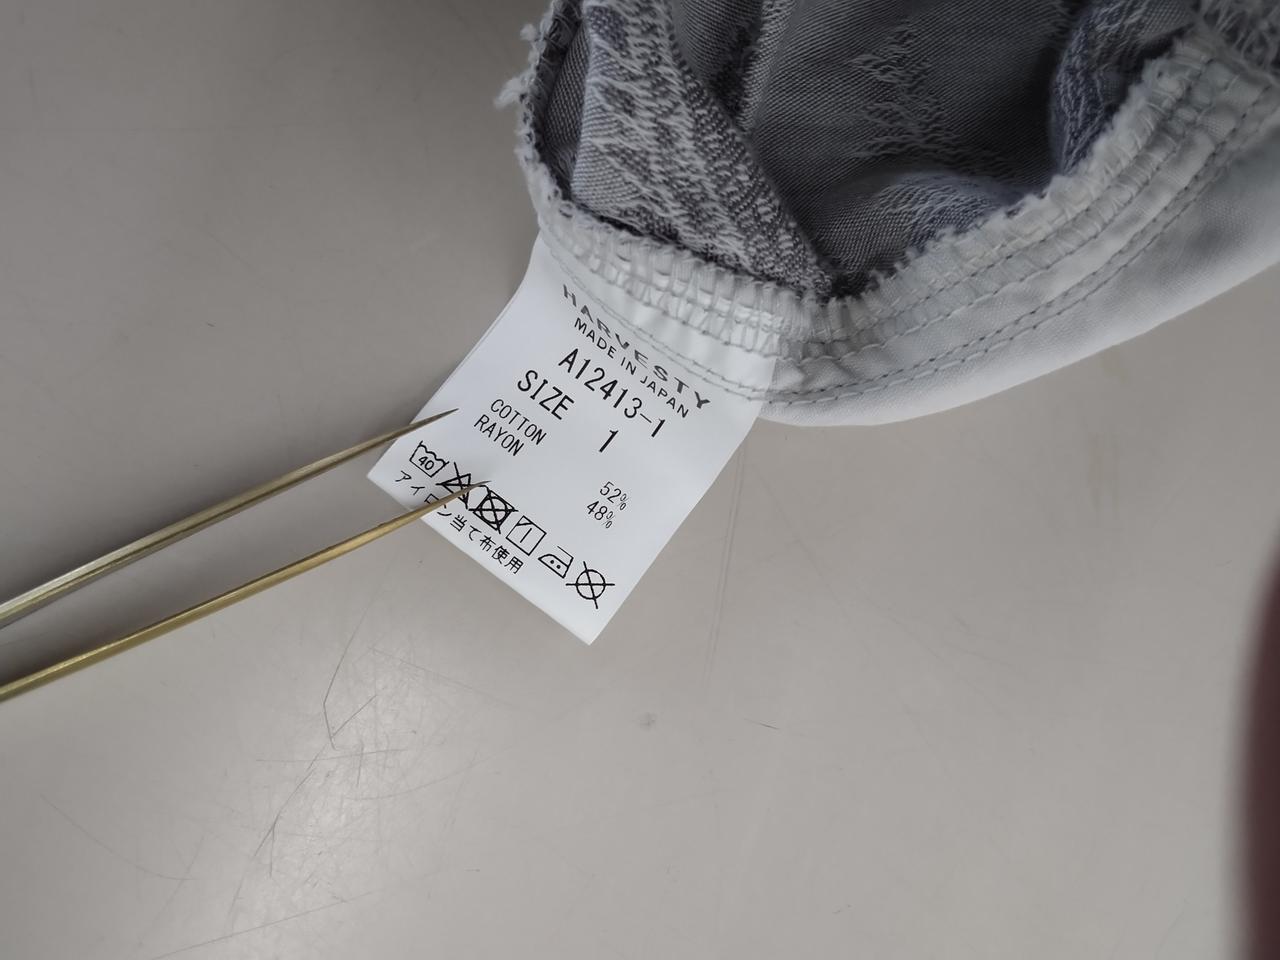 HARVESTY
MADE IN JAPAN
A12413-1
SIZE 1
COTTON 52%
RAYON 48%
40
アイロン当て布使用